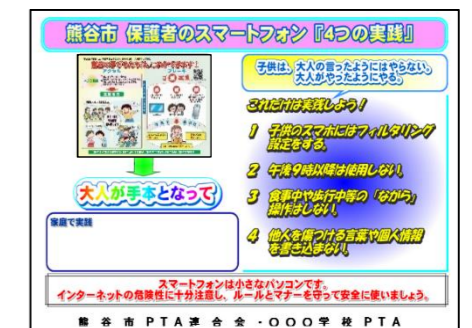 熊谷市 保護者のスマートフォン『4つの実践』
子供は、大人の言ったようにはやらない。
大人がやったようにやる。
これだけは実践しよう!
1 子供のスマホにはフィルタリング
設定をする。
2 午後9時以降は使用しない。
3 食事中や歩行中等の「ながら」
操作はしない。
4 他人を傷つける言葉や個人情報
を書き込まない。
大人が手本となって
家庭で実践
スマートフォンは小さなパソコンです。
インターネットの危険性に十分注意し、ルールとマナーを守って安全に使いましょう。
熊谷市PTA連合会・○○○学校PTA